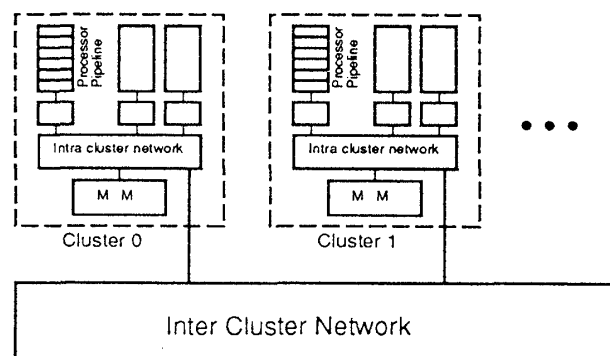 Processor
Pipeline
Intra cluster network
M M
Cluster 0
Processor
Pipeline
Intra cluster network
M M
Cluster 1
Inter Cluster Network